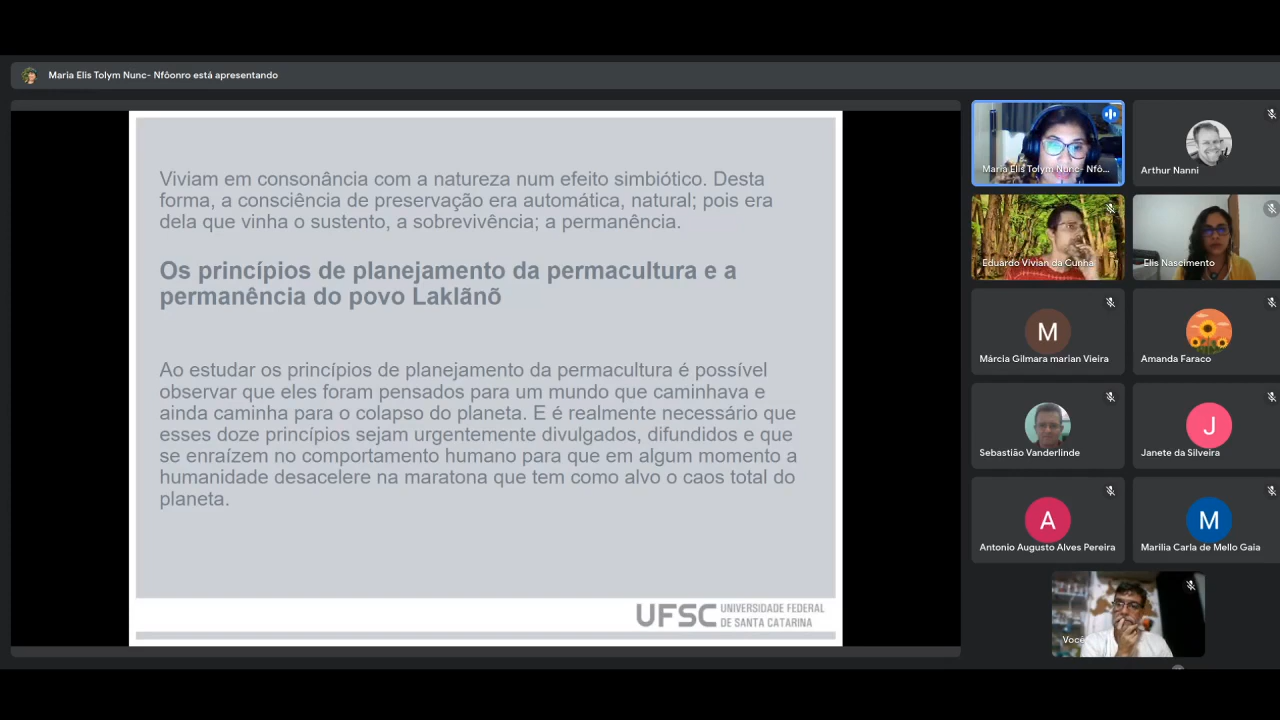 Maria Elis Tolym Nunc- Nfôonro está apresentando
Viviam em consonância com a natureza num efeito simbiótico. Desta
forma, a consciência de preservação era automática, natural; pois era
dela que vinha o sustento, a sobrevivência; a permanência.
Os princípios de planejamento da permacultura e a
permanência do povo Laklãnõ
Ao estudar os princípios de planejamento da permacultura é possível
observar que eles foram pensados para um mundo que caminhava e
ainda caminha para o colapso do planeta. E é realmente necessário que
esses doze princípios sejam urgentemente divulgados, difundidos e que
se enraízem no comportamento humano para que em algum momento a
humanidade desacelere na maratona que tem como alvo o caos total do
planeta.
UFSC UNIVERSIDADE FEDERAL
DE SANTA CATARINA
Maria Elis Tolym Nunc- Nfô...
Arthur Nanni
Eduardo Vivian da Cunha
Elis Nascimento
M
Márcia Gilmara marian Vieira
Amanda Faraco
Sebastião Vanderlinde
J
Janete da Silveira
A
Antonio Augusto Alves Pereira
M
Marilia Carla de Mello Gaia
Você